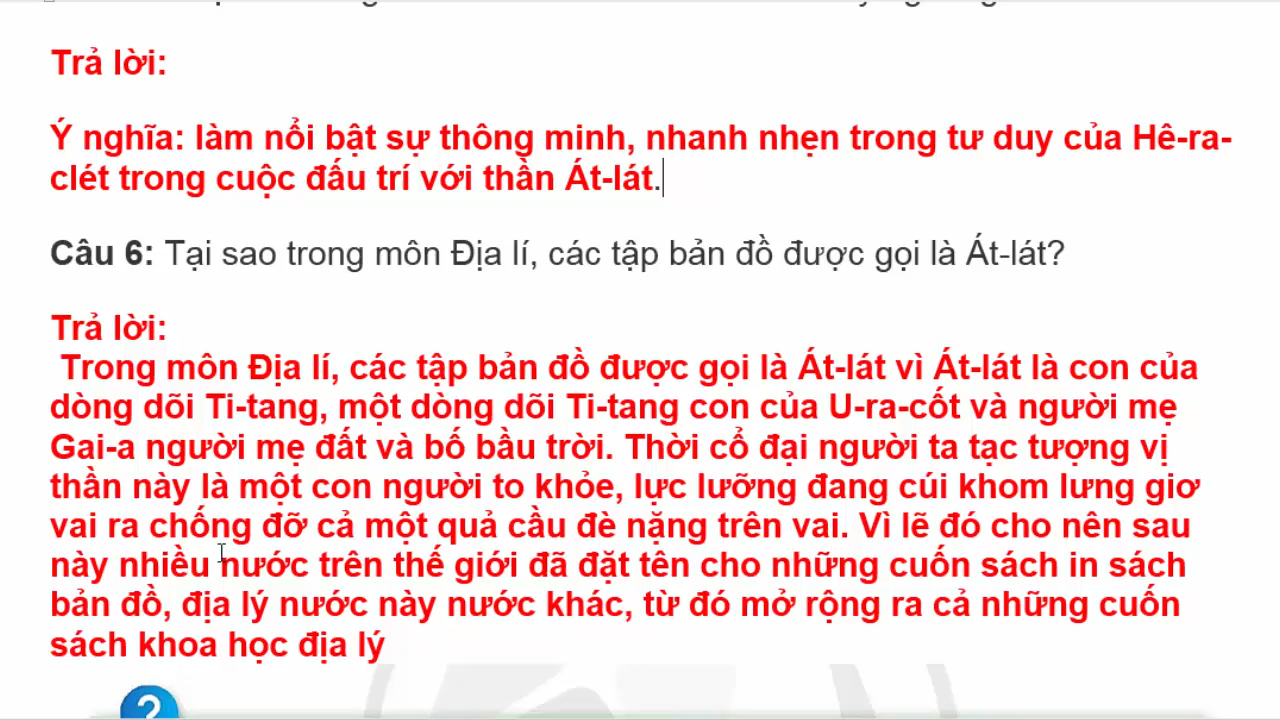 Trả lời:
Ý nghĩa: làm nổi bật sự thông minh, nhanh nhẹn trong tư duy của Hê-ra-
clét trong cuộc đấu trí với thần Át-lát.
Câu 6: Tại sao trong môn Địa lí, các tập bản đồ được gọi là Át-lát?
Trả lời:
Trong môn Địa lí, các tập bản đồ được gọi là Át-lát vì Át-lát là con của
dòng dõi Ti-tang, một dòng dõi Ti-tang con của U-ra-cốt và người mẹ
Gai-a người mẹ đất và bố bầu trời. Thời cổ đại người ta tạc tượng vị
thần này là một con người to khỏe, lực lưỡng đang cúi khom lưng giơ
vai ra chống đỡ cả một quả cầu đè nặng trên vai. Vì lẽ đó cho nên sau
này nhiều nước trên thế giới đã đặt tên cho những cuốn sách in sách
bản đồ, địa lý nước này nước khác, từ đó mở rộng ra cả những cuốn
sách khoa học địa lý
?